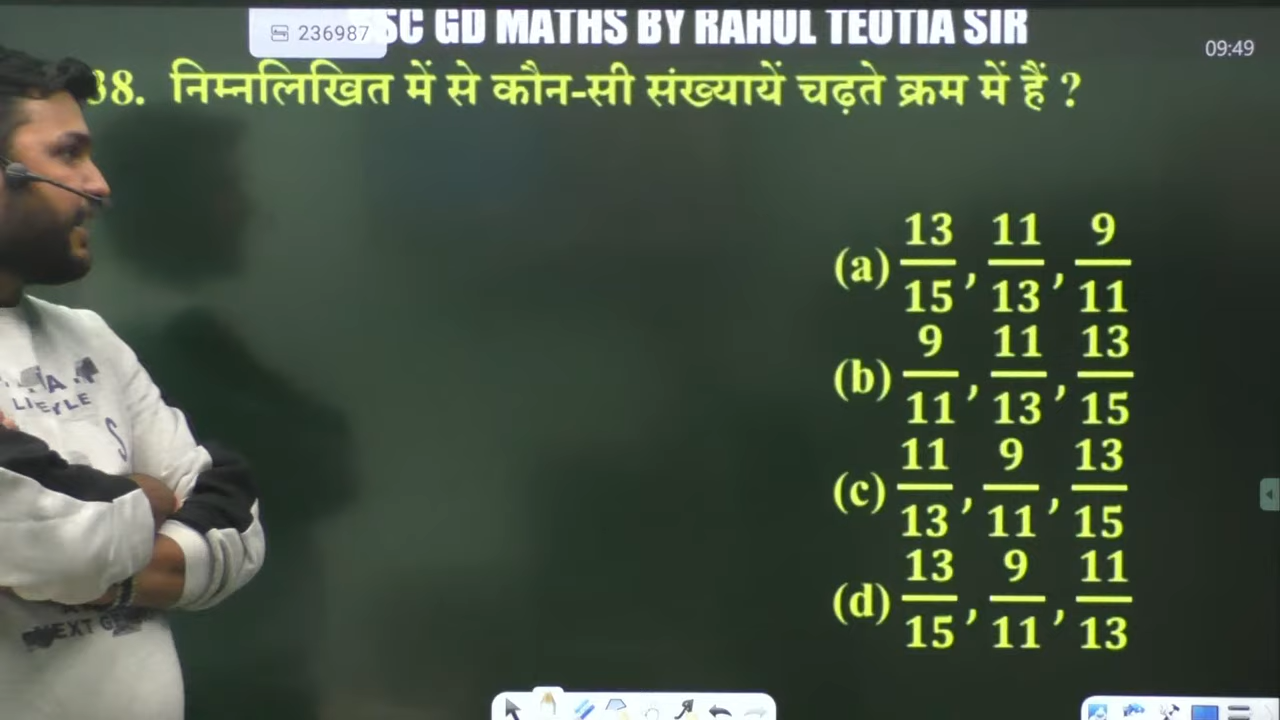 236987
SC GD MATHS BY RAHUL TEOTIA SIR
09:49
38. निम्नलिखित में से कौन-सी संख्यायें चढ़ते क्रम में हैं ?
(a) 13/15, 11/13, 9/11
(b) 9/11, 11/13, 13/15
(c) 11/13, 9/11, 13/15
(d) 13/15, 9/11, 11/13